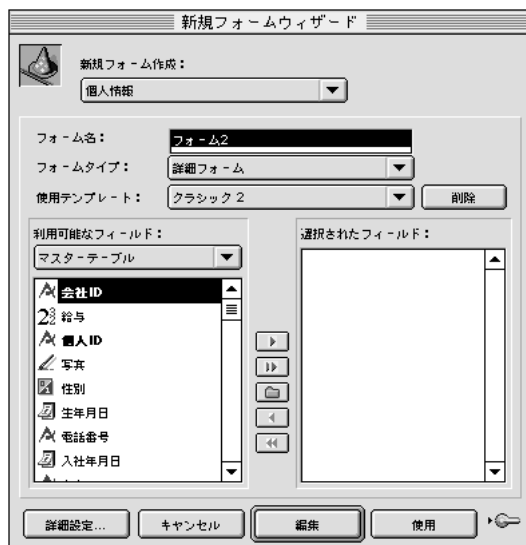 新規フォームウィザード
新規フォーム作成：
個人情報
フォーム名：
フォーム2
フォームタイプ：
詳細フォーム
使用テンプレート：
クラシック 2
削除
利用可能なフィールド：
マスターテーブル
会社ID
給与
個人ID
写真
性別
生年月日
電話番号
入社年月日
選択されたフィールド：
詳細設定...
キャンセル
編集
使用